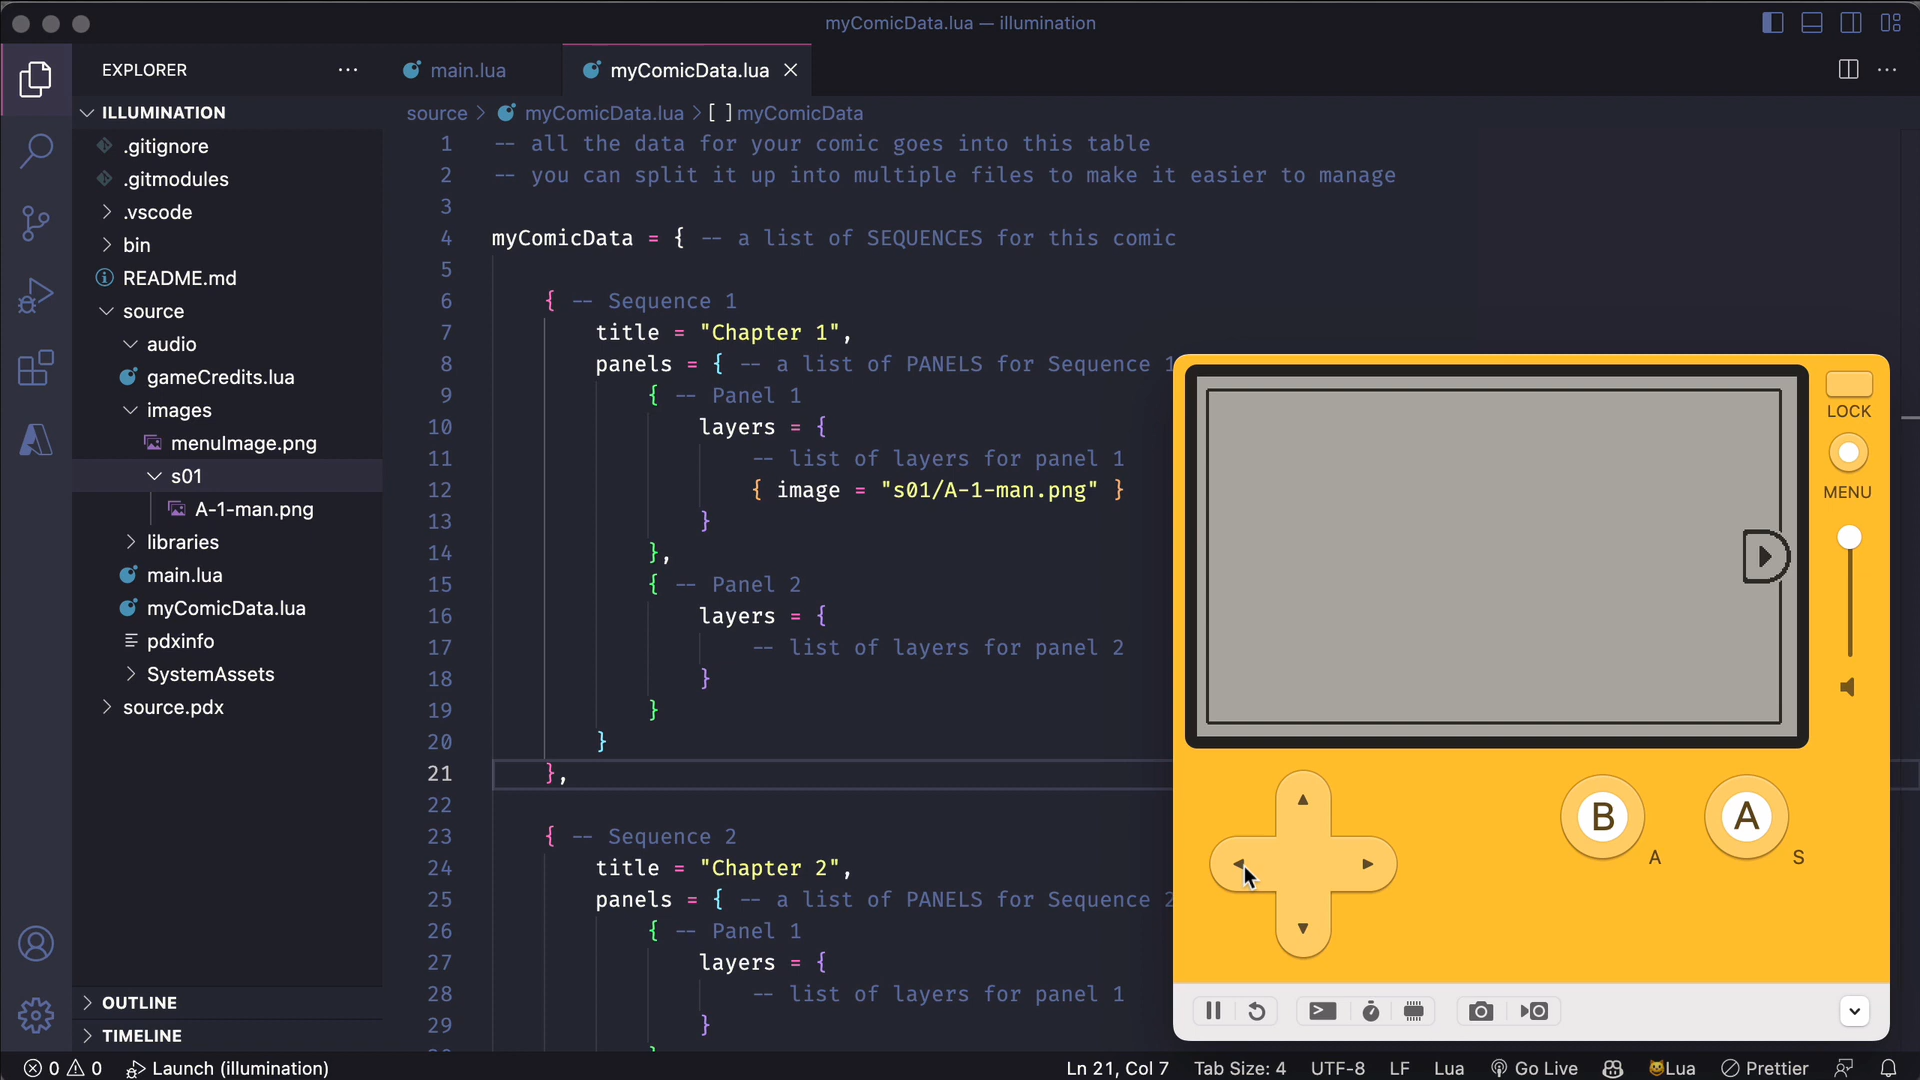 myComicData.lua — illumination
EXPLORER
main.lua
myComicData.lua
ILLUMINATION
source > myComicData.lua > [ ] myComicData
.gitignore
.gitmodules
.vscode
bin
README.md
source
audio
gameCredits.lua
images
menuImage.png
s01
A-1-man.png
libraries
main.lua
myComicData.lua
pdxinfo
SystemAssets
source.pdx
OUTLINE
TIMELINE
1 -- all the data for your comic goes into this table
2 -- you can split it up into multiple files to make it easier to manage
3
4 myComicData = { -- a list of SEQUENCES for this comic
5
6 { -- Sequence 1
7 title = "Chapter 1",
8 panels = { -- a list of PANELS for Sequence 1
9 { -- Panel 1
10 layers = {
11 -- list of layers for panel 1
12 { image = "s01/A-1-man.png" }
13 }
14 },
15 { -- Panel 2
16 layers = {
17 -- list of layers for panel 2
18 }
19 }
20 }
21 },
22
23 { -- Sequence 2
24 title = "Chapter 2",
25 panels = { -- a list of PANELS for Sequence 2
26 { -- Panel 1
27 layers = {
28 -- list of layers for panel 1
29 }
LOCK
MENU
B
A
A
S
0 0 Launch (illumination)
Ln 21, Col 7 Tab Size: 4 UTF-8 LF Lua Go Live Lua Prettier